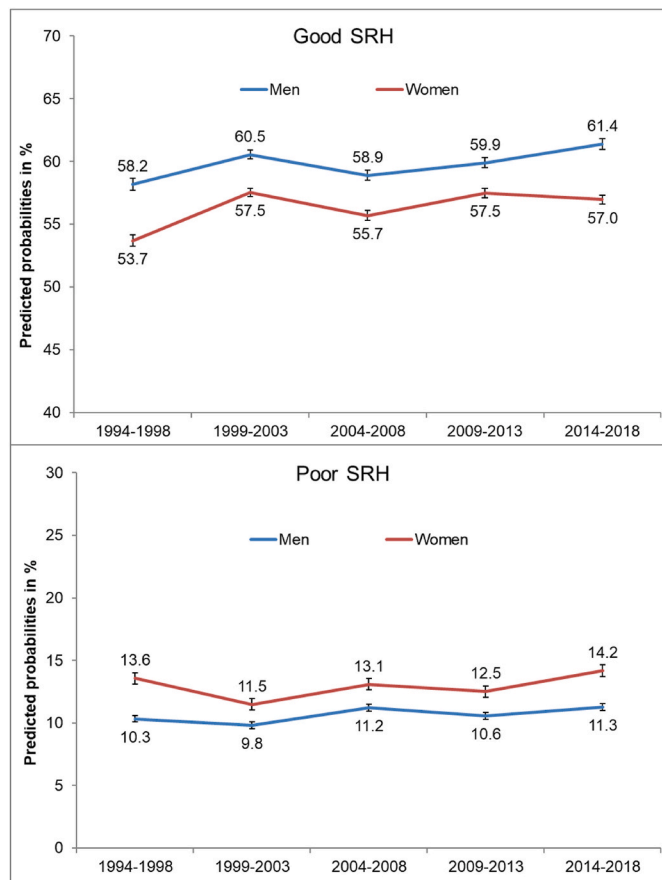 Good SRH
Men Women
Predicted probabilities in %
70
65
60
55
50
45
40
58.2 60.5 58.9 59.9 61.4
53.7 57.5 55.7 57.5 57.0
1994-1998 1999-2003 2004-2008 2009-2013 2014-2018
Poor SRH
Men Women
Predicted probabilities in %
30
25
20
15
10
5
0
13.6 11.5 13.1 12.5 14.2
10.3 9.8 11.2 10.6 11.3
1994-1998 1999-2003 2004-2008 2009-2013 2014-2018